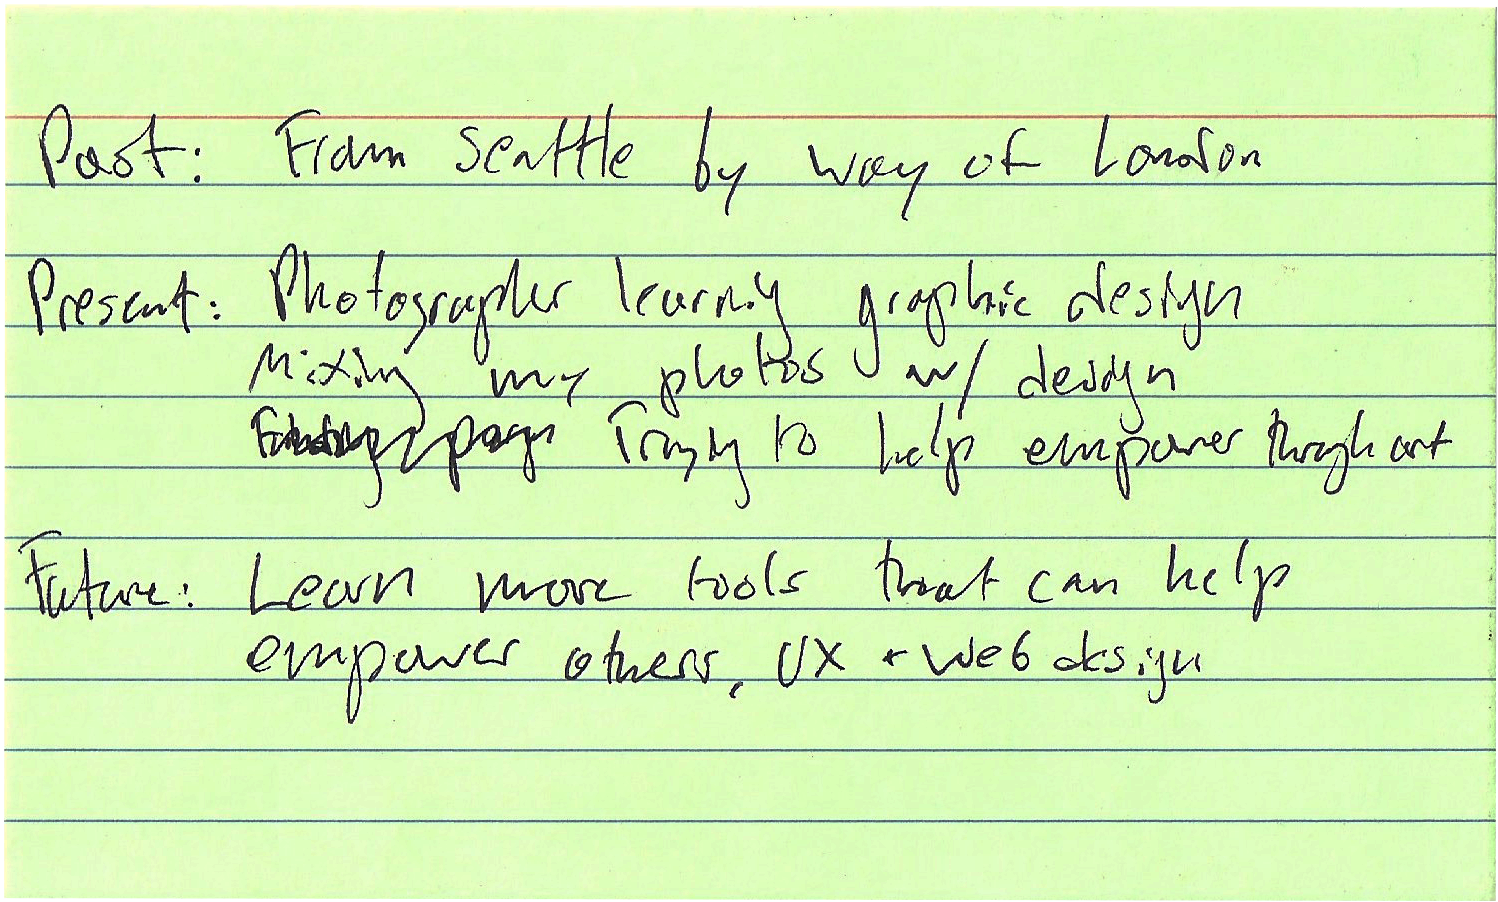 Past: From Seattle by way of London
Present: Photographer learning graphic design
Mixing my photos w/ design
Trying to help empower through art
Future: Learn more tools that can help
empower others, UX + web design